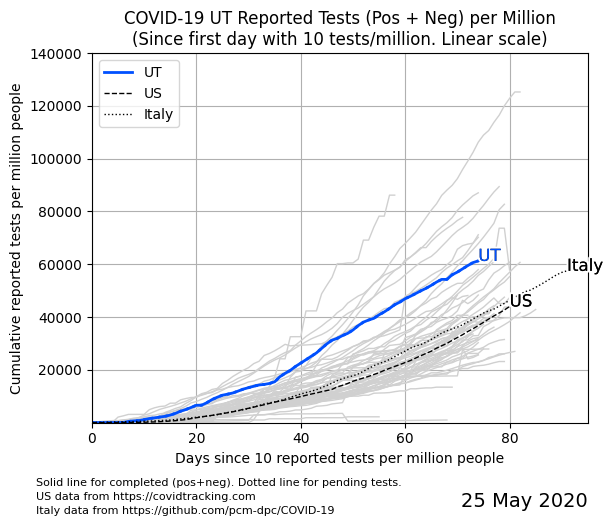 COVID-19 UT Reported Tests (Pos + Neg) per Million
(Since first day with 10 tests/million. Linear scale)
140000
120000
100000
80000
60000
40000
20000
Cumulative reported tests per million people
UT
US
Italy
UT
Italy
US
0
20
40
60
80
Days since 10 reported tests per million people
Solid line for completed (pos+neg). Dotted line for pending tests.
US data from https://covidtracking.com
Italy data from https://github.com/pcm-dpc/COVID-19
25 May 2020